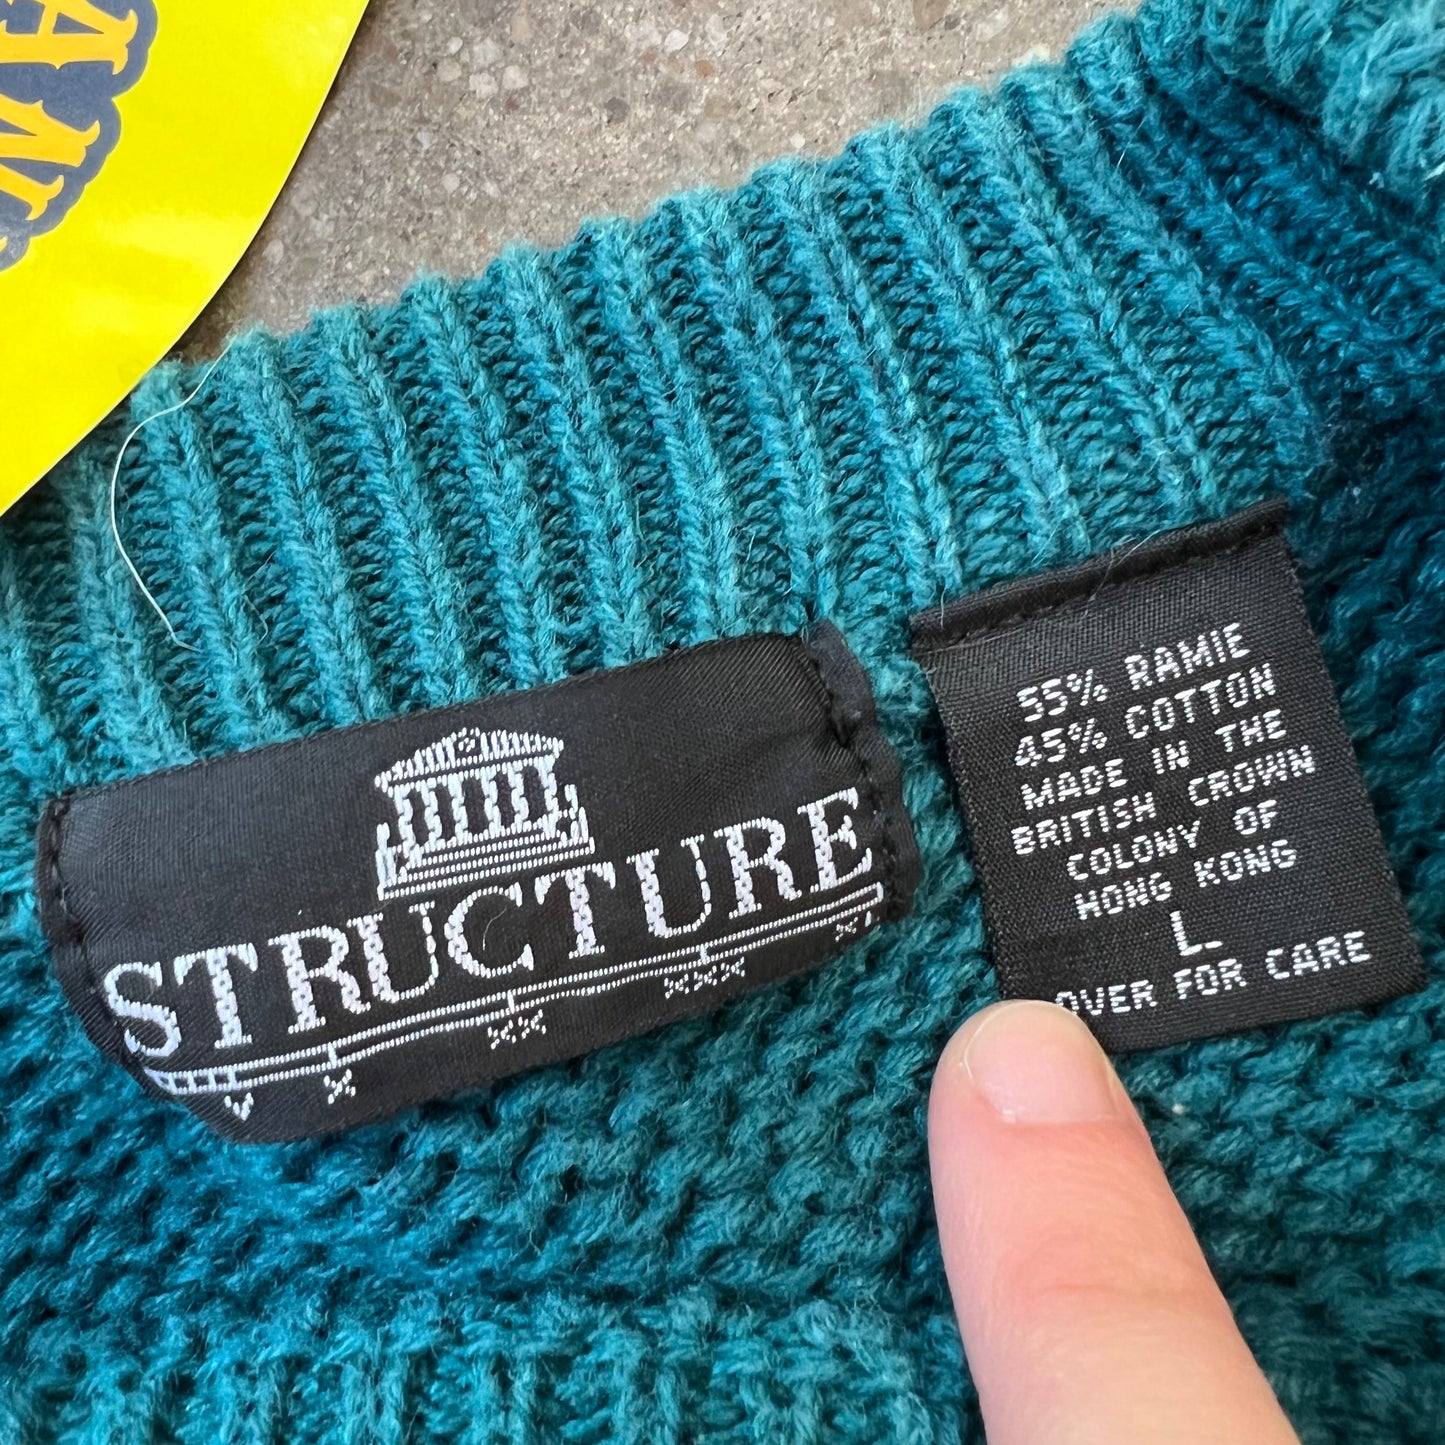 STRUCTURE
55% RAMIE
45% COTTON
MADE IN THE
BRITISH CROWN
COLONY OF
HONG KONG
L.
OVER FOR CARE